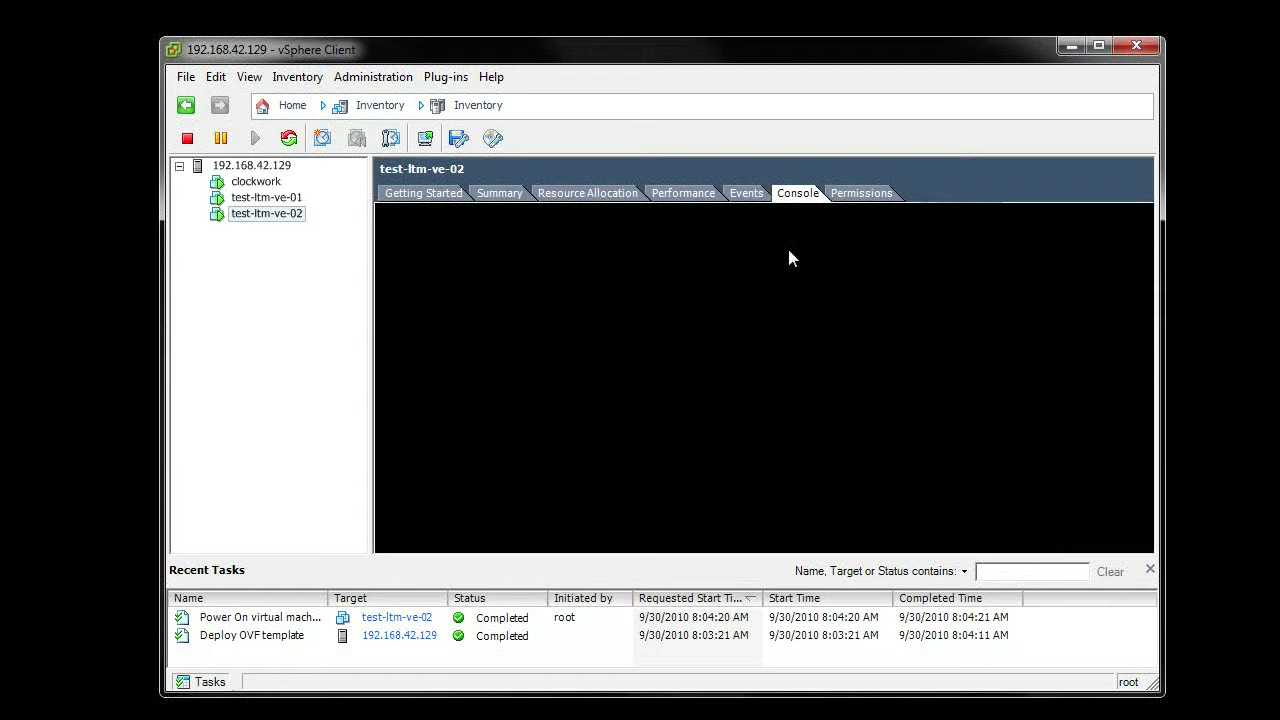 192.168.42.129 - vSphere Client
File Edit View Inventory Administration Plug-ins Help
Home Inventory Inventory
192.168.42.129
clockwork
test-ltm-ve-01
test-ltm-ve-02
test-ltm-ve-02
Getting Started Summary Resource Allocation Performance Events Console Permissions
Recent Tasks
Name, Target or Status contains: Clear
Name Target Status Initiated by Requested Start Ti... Start Time Completed Time
Power On virtual mach... test-ltm-ve-02 Completed root 9/30/2010 8:04:20 AM 9/30/2010 8:04:20 AM 9/30/2010 8:04:21 AM
Deploy OVF template 192.168.42.129 Completed 9/30/2010 8:03:21 AM 9/30/2010 8:03:21 AM 9/30/2010 8:04:11 AM
Tasks root